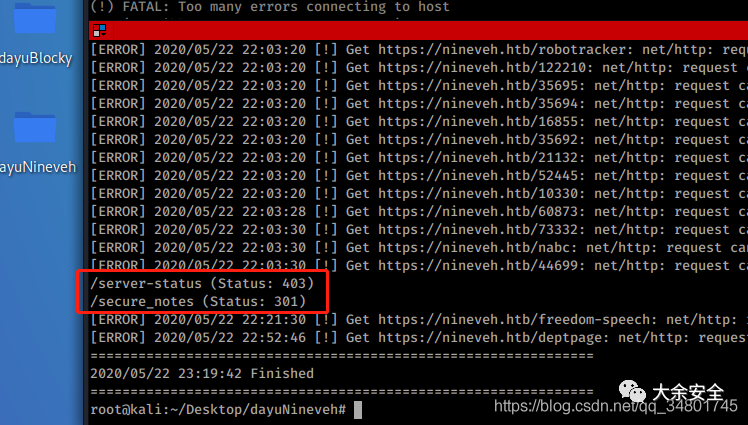 (!) FATAL: Too many errors connecting to host
[ERROR] 2020/05/22 22:03:20 [!] Get https://nineveh.htb/robotracker: net/http: requ
[ERROR] 2020/05/22 22:03:20 [!] Get https://nineveh.htb/122210: net/http: request ca
[ERROR] 2020/05/22 22:03:20 [!] Get https://nineveh.htb/35695: net/http: request can
[ERROR] 2020/05/22 22:03:20 [!] Get https://nineveh.htb/35694: net/http: request can
[ERROR] 2020/05/22 22:03:20 [!] Get https://nineveh.htb/16855: net/http: request can
[ERROR] 2020/05/22 22:03:20 [!] Get https://nineveh.htb/35692: net/http: request can
[ERROR] 2020/05/22 22:03:20 [!] Get https://nineveh.htb/21132: net/http: request can
[ERROR] 2020/05/22 22:03:20 [!] Get https://nineveh.htb/52445: net/http: request can
[ERROR] 2020/05/22 22:03:20 [!] Get https://nineveh.htb/10330: net/http: request can
[ERROR] 2020/05/22 22:03:28 [!] Get https://nineveh.htb/60873: net/http: request can
[ERROR] 2020/05/22 22:03:30 [!] Get https://nineveh.htb/73332: net/http: request can
[ERROR] 2020/05/22 22:03:30 [!] Get https://nineveh.htb/nabc: net/http: request canc
[ERROR] 2020/05/22 22:03:30 [!] Get https://nineveh.htb/44699: net/http: request can
/server-status (Status: 403)
/secure_notes (Status: 301)
[ERROR] 2020/05/22 22:21:30 [!] Get https://nineveh.htb/freedom-speech: net/http:
[ERROR] 2020/05/22 22:52:46 [!] Get https://nineveh.htb/deptpage: net/http: request
===============================================================
2020/05/22 23:19:42 Finished
===============================================================
root@kali:~/Desktop/dayuNineveh#
dayuBlocky
ayuNineveh
大余安全
https://blog.csdn.net/qq_34801745